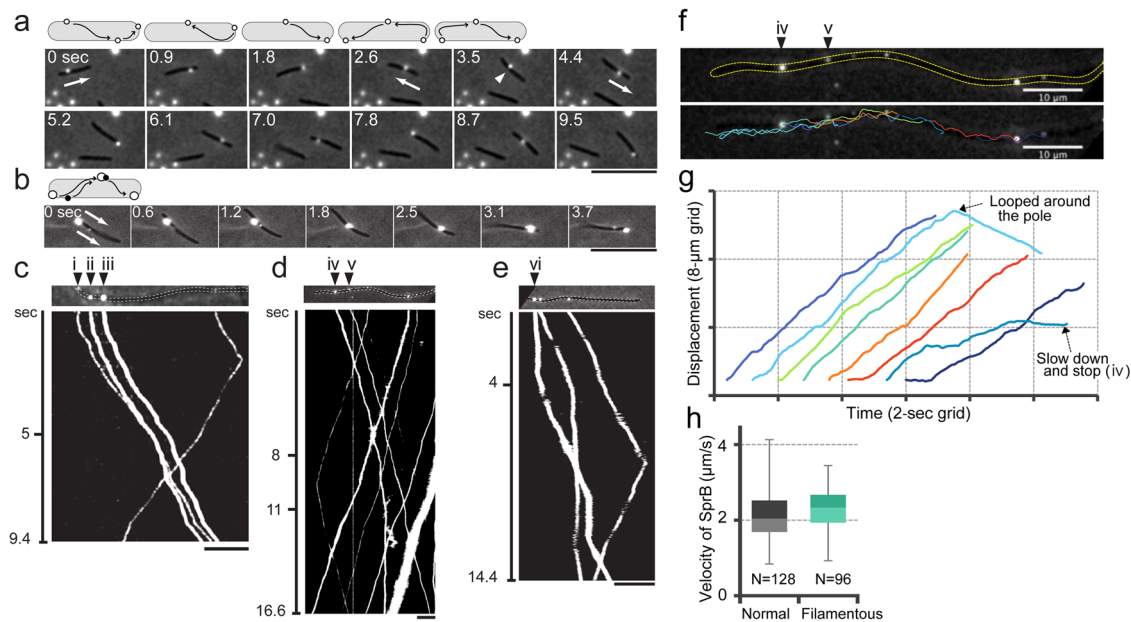 a
0 sec
0.9
1.8
2.6
3.5
4.4
5.2
6.1
7.0
7.8
8.7
9.5
b
0 sec
0.6
1.2
1.8
2.5
3.1
3.7
c
i
ii
iii
sec
5
9.4
d
iv
v
sec
8
11
16.6
e
vi
sec
4
14.4
f
iv
v
10 µm
10 µm
g
Displacement (8-µm grid)
Looped around
the pole
Slow down
and stop (iv)
Time (2-sec grid)
h
Velocity of SprB (µm/s)
4
2
0
N=128
N=96
Normal
Filamentous